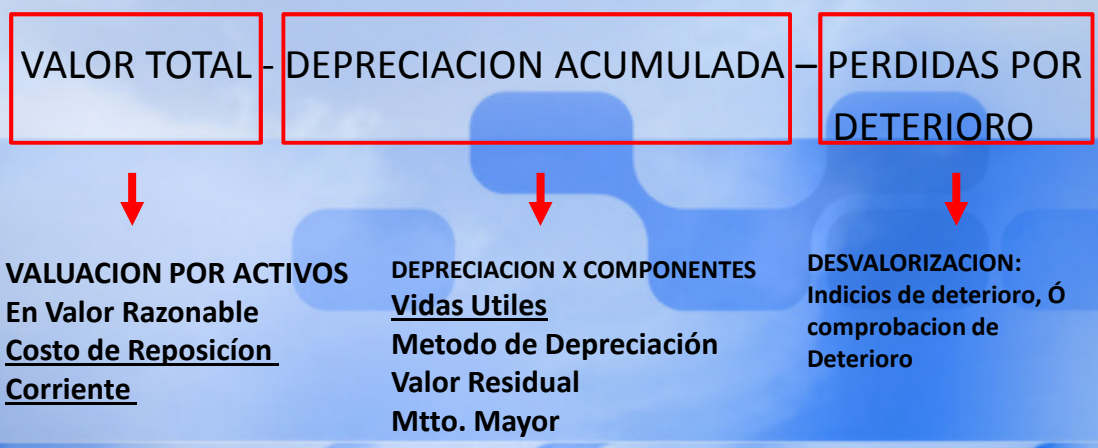 VALOR TOTAL - DEPRECIACION ACUMULADA – PERDIDAS POR
DETERIORO
VALUACION POR ACTIVOS
En Valor Razonable
Costo de Reposicíon
Corriente
DEPRECIACION X COMPONENTES
Vidas Utiles
Metodo de Depreciación
Valor Residual
Mtto. Mayor
DESVALORIZACION:
Indicios de deterioro, Ó
comprobacion de
Deterioro